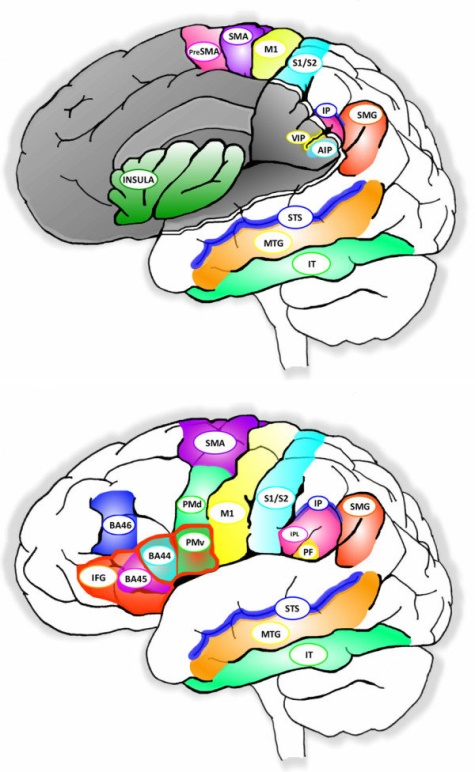 PreSMA
SMA
M1
S1/S2
IP
SMG
VIP
AIP
INSULA
STS
MTG
IT
SMA
PMd
M1
S1/S2
IP
SMG
BA46
PMv
IPL
PF
BA44
IFG
BA45
STS
MTG
IT